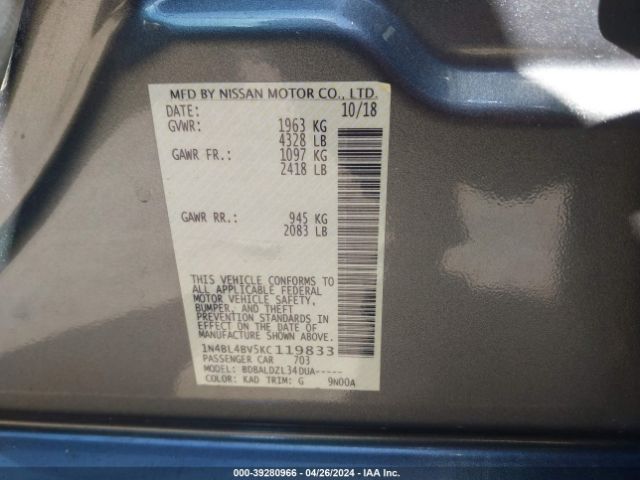 MFD BY NISSAN MOTOR CO., LTD.
DATE: 10/18
GVWR: 1963 KG
4328 LB
GAWR FR.: 1097 KG
2418 LB
GAWR RR.: 945 KG
2083 LB
THIS VEHICLE CONFORMS TO
ALL APPLICABLE FEDERAL
MOTOR VEHICLE SAFETY,
BUMPER, AND THEFT
PREVENTION STANDARDS IN
EFFECT ON THE DATE OF
MANUFACTURE SHOWN ABOVE.
1N4BL4BV5KC119833
PASSENGER CAR 703
MODEL: BDBALDZL34DUA-----
COLOR: KAD TRIM: G 9N00A
000-39280966 - 04/26/2024 - IAA Inc.